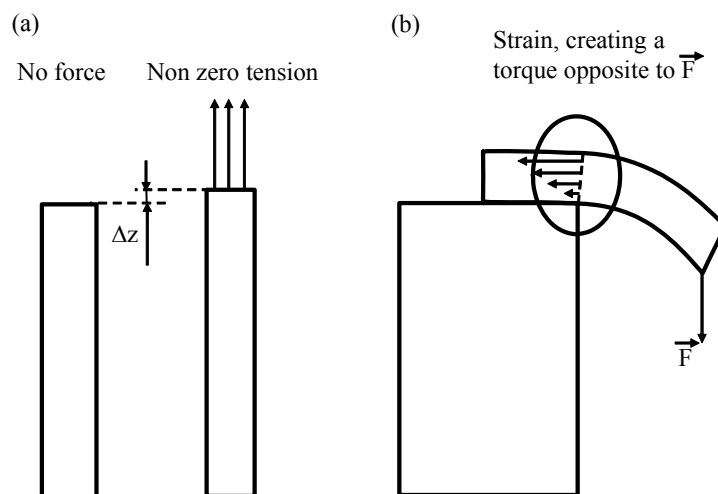 (a)
No force
Non zero tension
Δz
(b)
Strain, creating a
torque opposite to F
F